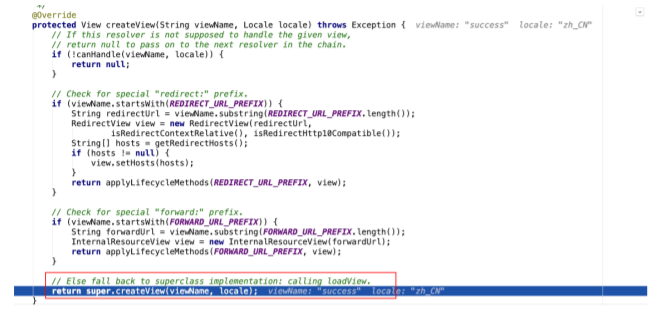 */
@Override
protected View createView(String viewName, Locale locale) throws Exception {  viewName: "success"  locale: "zh_CN"
    // If this resolver is not supposed to handle the given view,
    // return null to pass on to the next resolver in the chain.
    if (!canHandle(viewName, locale)) {
        return null;
    }
    // Check for special "redirect:" prefix.
    if (viewName.startsWith(REDIRECT_URL_PREFIX)) {
        String redirectUrl = viewName.substring(REDIRECT_URL_PREFIX.length());
        RedirectView view = new RedirectView(redirectUrl,
                isRedirectContextRelative(), isRedirectHttp10Compatible());
        String[] hosts = getRedirectHosts();
        if (hosts != null) {
            view.setHosts(hosts);
        }
        return applyLifecycleMethods(REDIRECT_URL_PREFIX, view);
    }
    // Check for special "forward:" prefix.
    if (viewName.startsWith(FORWARD_URL_PREFIX)) {
        String forwardUrl = viewName.substring(FORWARD_URL_PREFIX.length());
        InternalResourceView view = new InternalResourceView(forwardUrl);
        return applyLifecycleMethods(FORWARD_URL_PREFIX, view);
    }
    // Else fall back to superclass implementation: calling loadView.
    return super.createView(viewName, locale);  viewName: "success"  locale: "zh_CN"
}